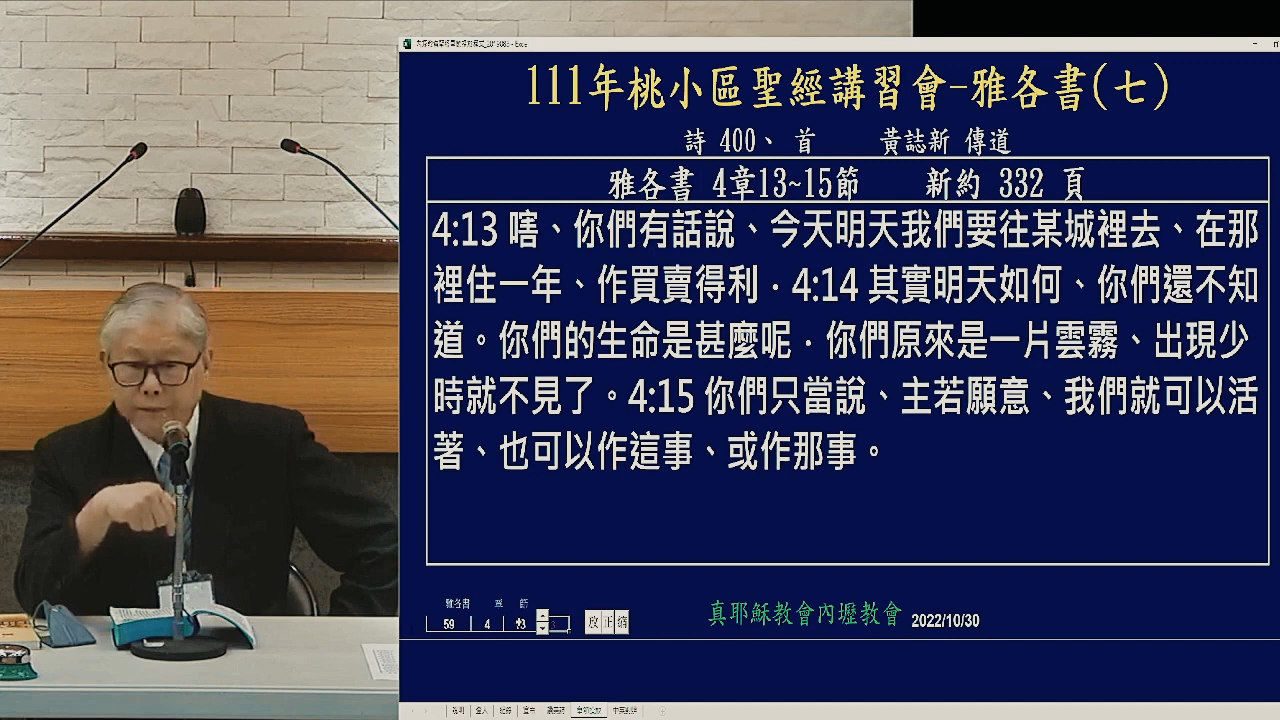 111年桃小區聖經講習會-雅各書(七)
詩 400、 首 黃誌新 傳道
雅各書 4章13~15節 新約 332 頁
4:13 嗐、你們有話說、今天明天我們要往某城裡去、在那
裡住一年、作買賣得利．4:14 其實明天如何、你們還不知
道。你們的生命是甚麼呢．你們原來是一片雲霧、出現少
時就不見了。4:15 你們只當說、主若願意、我們就可以活
著、也可以作這事、或作那事。
雅各書 章 節
59 4 13
真耶穌教會內壢教會 2022/10/30